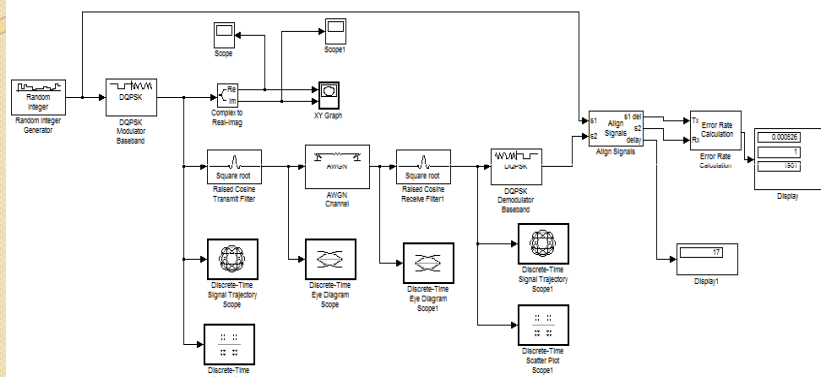 Scope
Scope1
Random
Integer
Random Integer
Generator
DQPSK
DQPSK
Modulator
Baseband
Re
Im
Complex to
Real-Imag
XY Graph
s1
s2
Align
Signals
s1 del
s2
delay
Align Signals
Tx
Rx
Error Rate
Calculation
Error Rate
Calculation
0.000526
1
1901
Display
Square root
Raised Cosine
Transmit Filter
AWGN
AWGN
Channel
Square root
Raised Cosine
Receive Filter1
DQPSK
DQPSK
Demodulator
Baseband
17
Display1
Discrete-Time
Signal Trajectory
Scope
Discrete-Time
Eye Diagram
Scope
Discrete-Time
Eye Diagram
Scope1
Discrete-Time
Signal Trajectory
Scope1
Discrete-Time
Discrete-Time
Scatter Plot
Scope1